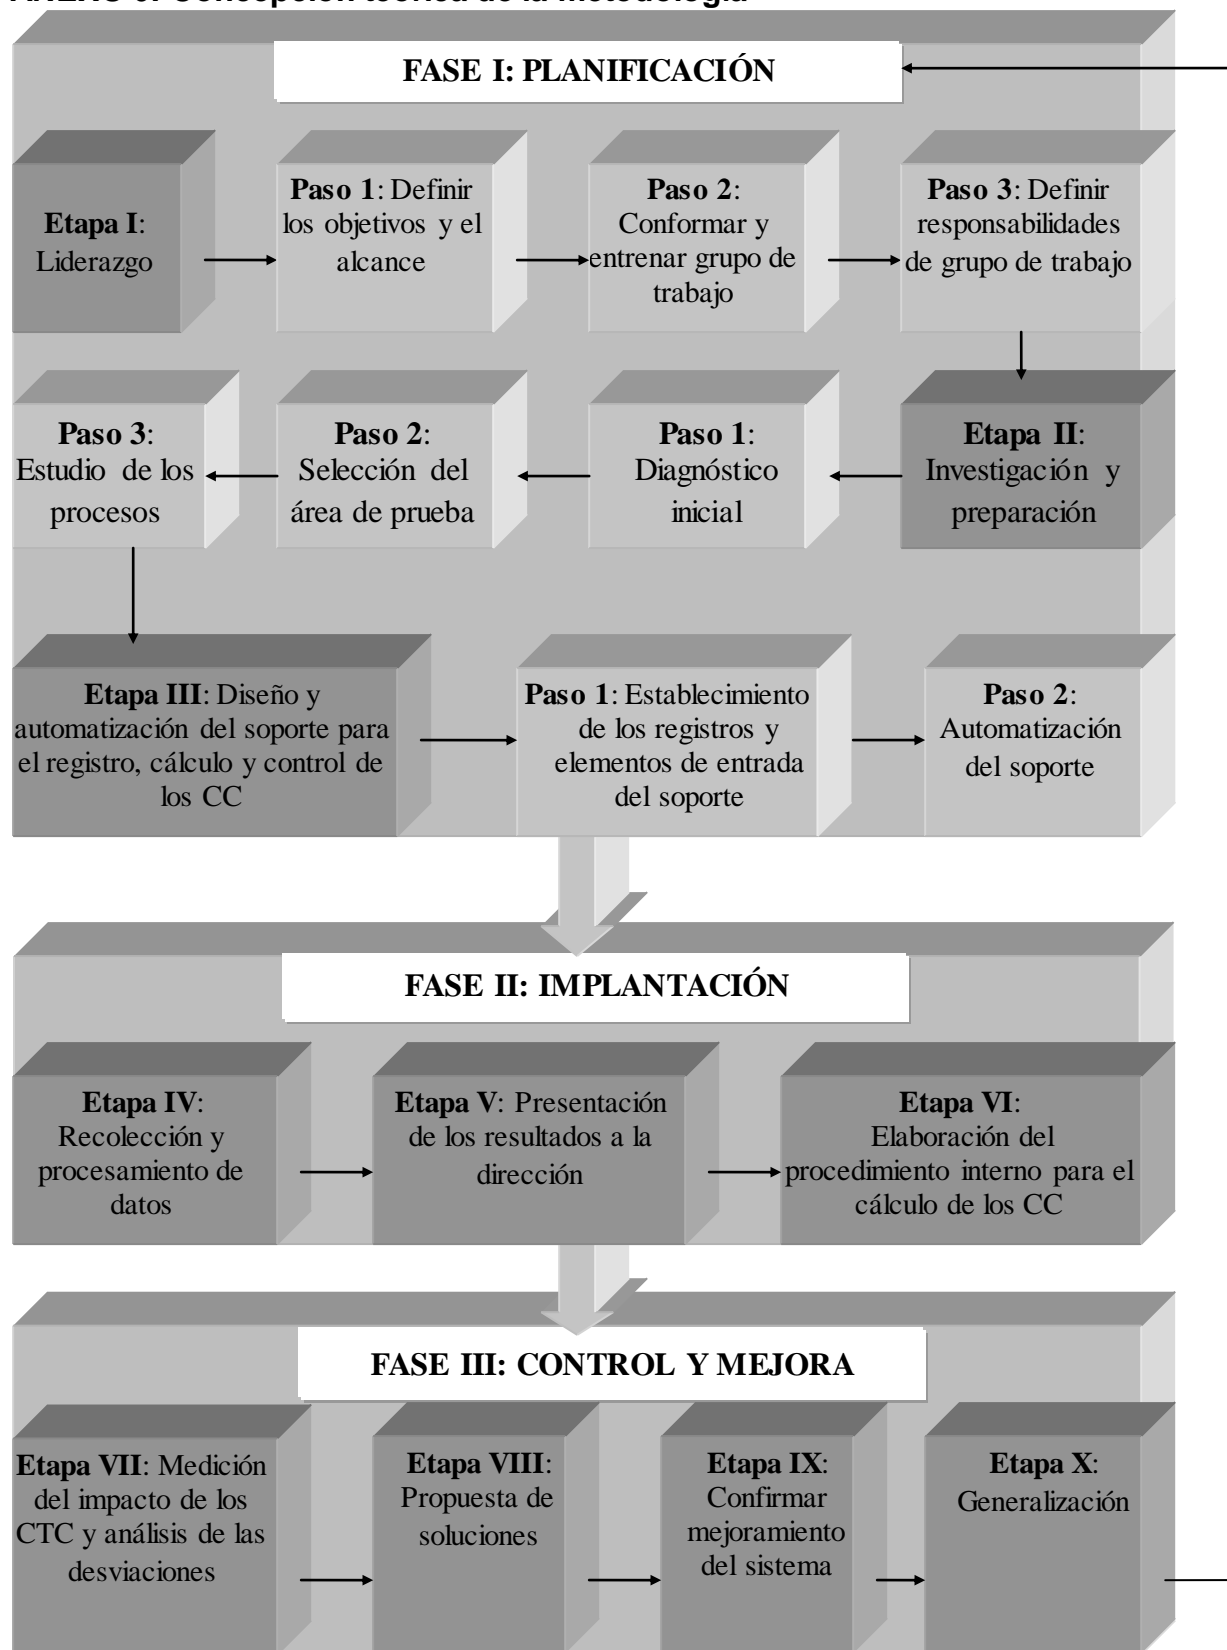 FASE I: PLANIFICACIÓN
Etapa I:
Liderazgo
Paso 1: Definir
los objetivos y el
alcance
Paso 2:
Conformar y
entrenar grupo de
trabajo
Paso 3: Definir
responsabilidades
de grupo de trabajo
Etapa II:
Investigación y
preparación
Paso 1:
Diagnóstico
inicial
Paso 2:
Selección del
área de prueba
Paso 3:
Estudio de los
procesos
Etapa III: Diseño y
automatización del soporte para
el registro, cálculo y control de
los CC
Paso 1: Establecimiento
de los registros y
elementos de entrada
del soporte
Paso 2:
Automatización
del soporte
FASE II: IMPLANTACIÓN
Etapa IV:
Recolección y
procesamiento de
datos
Etapa V: Presentación
de los resultados a la
dirección
Etapa VI:
Elaboración del
procedimiento interno para el
cálculo de los CC
FASE III: CONTROL Y MEJORA
Etapa VII: Medición
del impacto de los
CTC y análisis de las
desviaciones
Etapa VIII:
Propuesta de
soluciones
Etapa IX:
Confirmar
mejoramiento
del sistema
Etapa X:
Generalización